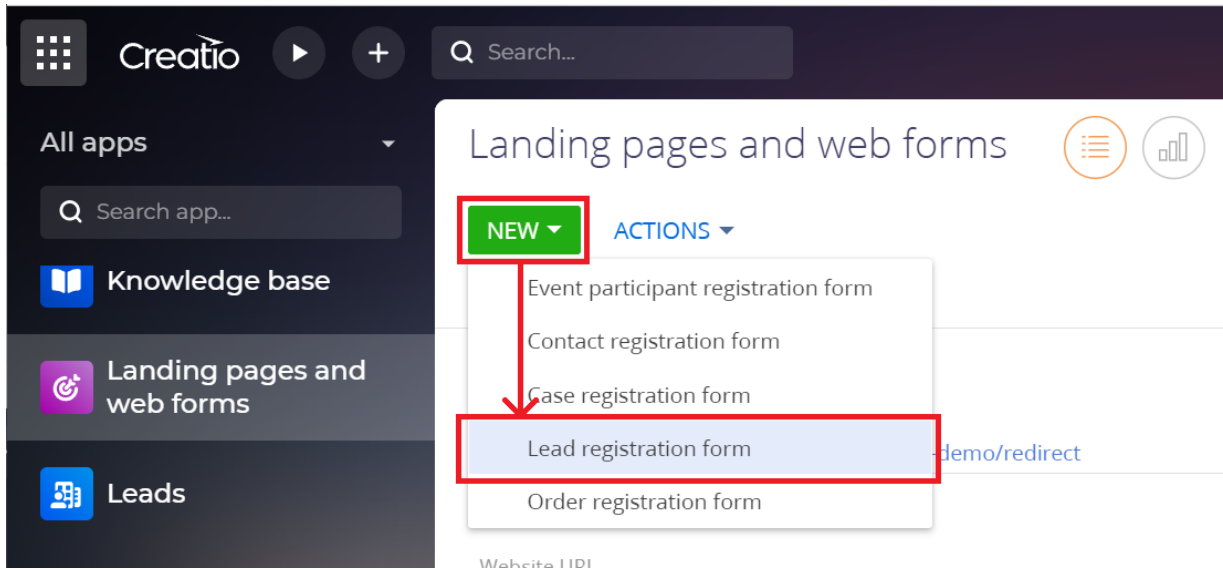 Creatio
Search...
All apps
Search app...
Knowledge base
Landing pages and
web forms
Leads
Landing pages and web forms
NEW
ACTIONS
Event participant registration form
Contact registration form
Case registration form
Lead registration form
demo/redirect
Order registration form
Website URL